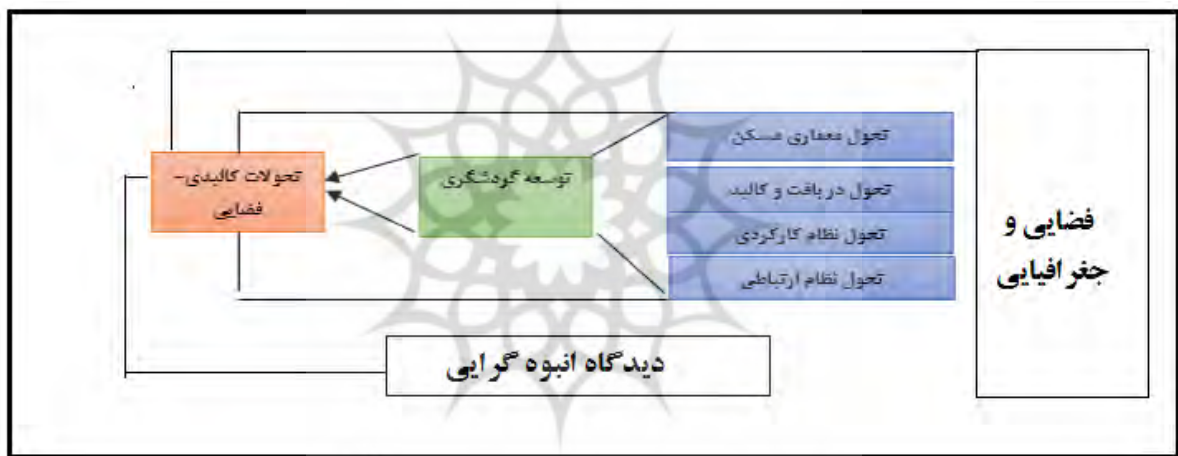 فضایی و
جغرافیایی
تحول معماری مسکن
تحول در بافت و کالبد
تحول نظام کارکردی
تحول نظام ارتباطی
توسعه گردشگری
تحولات کالبدی-
فضایی
دیدگاه انبوه گرایی